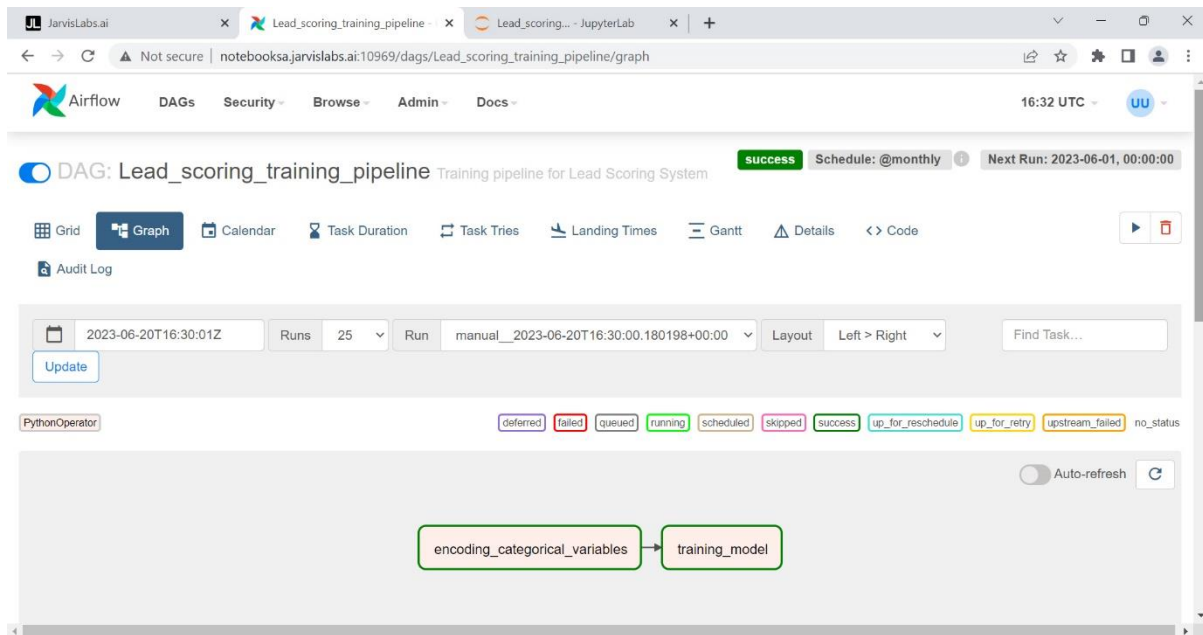 JL JarvisLabs.ai Lead_scoring_training_pipeline - Lead_scoring... - JupyterLab
Not secure | notebooksa.jarvislabs.ai:10969/dags/Lead_scoring_training_pipeline/graph
Airflow DAGs Security Browse Admin Docs 16:32 UTC UU
success Schedule: @monthly i Next Run: 2023-06-01, 00:00:00
DAG: Lead_scoring_training_pipeline Training pipeline for Lead Scoring System
Grid Graph Calendar Task Duration Task Tries Landing Times Gantt Details <> Code
Audit Log
2023-06-20T16:30:01Z Runs 25 Run manual__2023-06-20T16:30:00.180198+00:00 Layout Left > Right Find Task...
Update
PythonOperator deferred failed queued running scheduled skipped success up_for_reschedule up_for_retry upstream_failed no_status
Auto-refresh
encoding_categorical_variables training_model